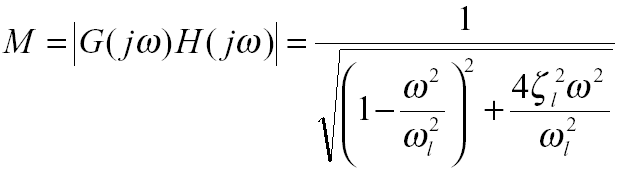 M = |G(jω)H(jω)| = 1 / √((1 − ω²/ω_l²)² + 4ζ_l²ω²/ω_l²)